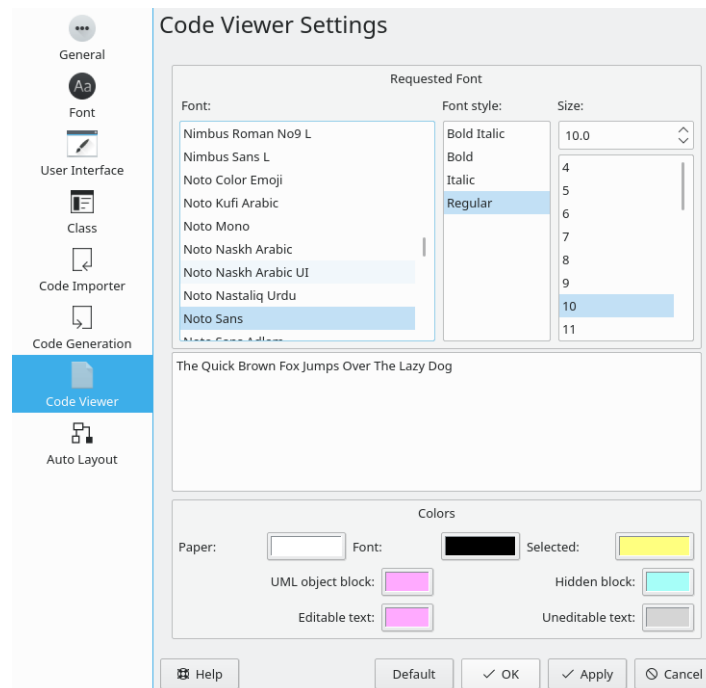 Code Viewer Settings
General
Aa
Font
User Interface
Class
Code Importer
Code Generation
Code Viewer
Auto Layout
Requested Font
Font:
Nimbus Roman No9 L
Nimbus Sans L
Noto Color Emoji
Noto Kufi Arabic
Noto Mono
Noto Naskh Arabic
Noto Naskh Arabic UI
Noto Nastaliq Urdu
Noto Sans
Noto Sans Adlam
Font style:
Bold Italic
Bold
Italic
Regular
Size:
10.0
4
5
6
7
8
9
10
11
The Quick Brown Fox Jumps Over The Lazy Dog
Colors
Paper: Font: Selected:
UML object block: Hidden block:
Editable text: Uneditable text:
Help Default OK Apply Cancel